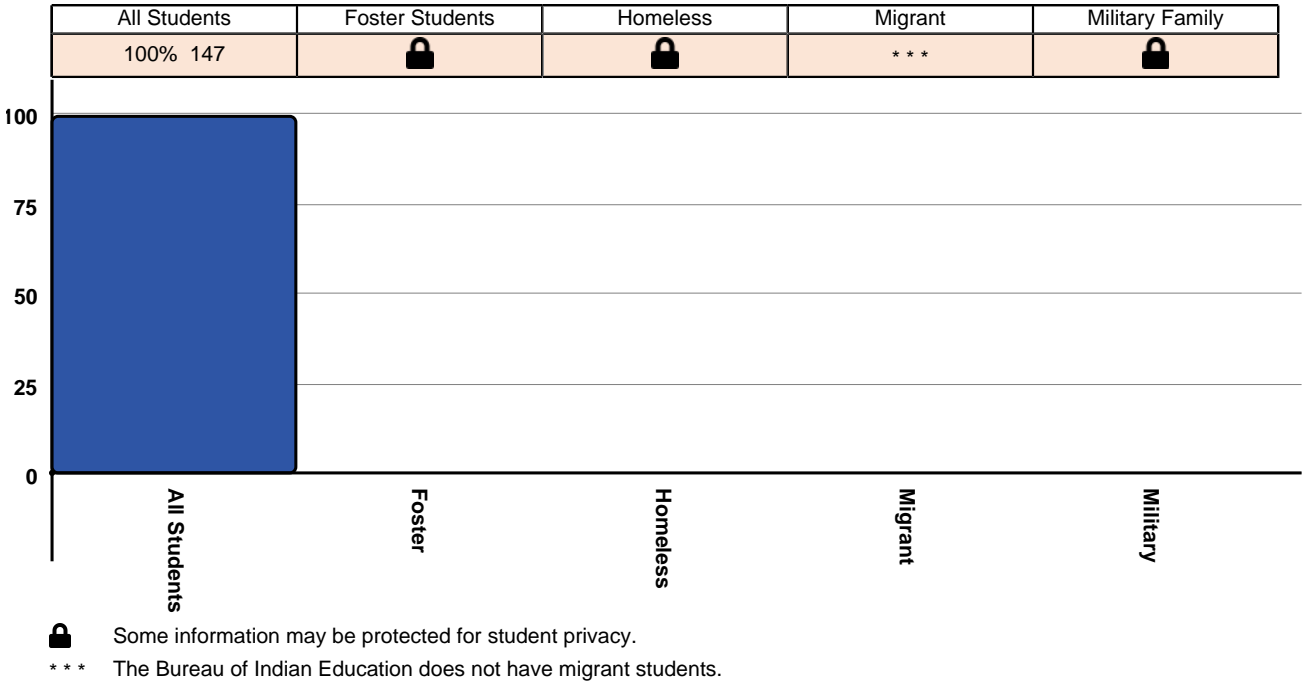 All Students Foster Students Homeless Migrant Military Family
100% 147 * * *
100
75
50
25
0
All Students Foster Homeless Migrant Military
Some information may be protected for student privacy.
* * * The Bureau of Indian Education does not have migrant students.